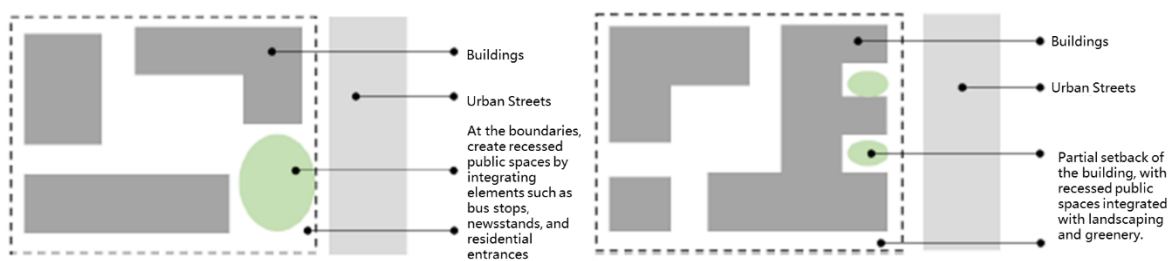 Buildings
Urban Streets
At the boundaries,
create recessed
public spaces by
integrating
elements such as
bus stops,
newsstands, and
residential
entrances
Buildings
Urban Streets
Partial setback of
the building, with
recessed public
spaces integrated
with landscaping
and greenery.